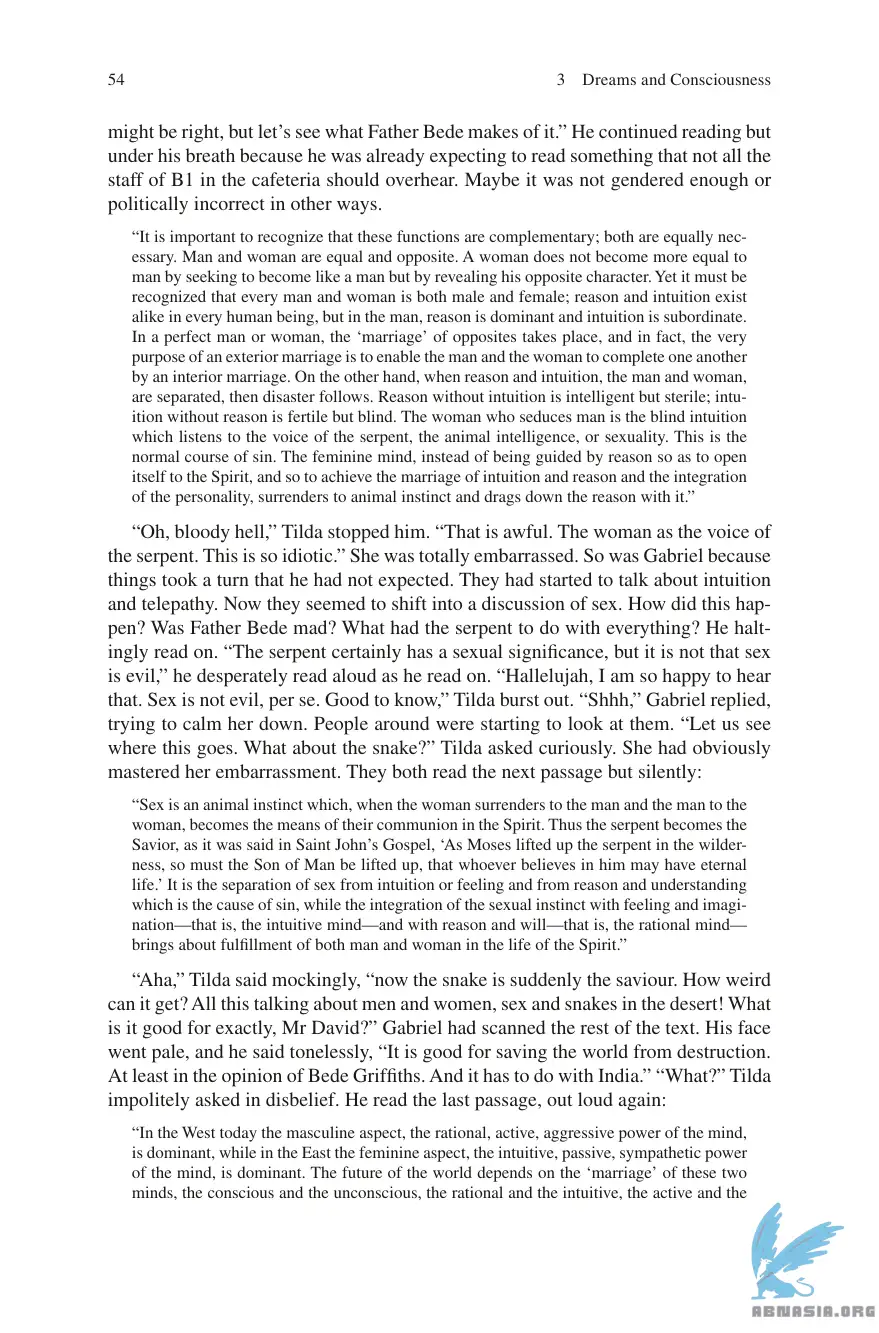 54
3 Dreams and Consciousness
might be right, but let’s see what Father Bede makes of it.” He continued reading but
under his breath because he was already expecting to read something that not all the
staff of B1 in the cafeteria should overhear. Maybe it was not gendered enough or
politically incorrect in other ways.
“It is important to recognize that these functions are complementary; both are equally nec-
essary. Man and woman are equal and opposite. A woman does not become more equal to
man by seeking to become like a man but by revealing his opposite character. Yet it must be
recognized that every man and woman is both male and female; reason and intuition exist
alike in every human being, but in the man, reason is dominant and intuition is subordinate.
In a perfect man or woman, the ‘marriage’ of opposites takes place, and in fact, the very
purpose of an exterior marriage is to enable the man and the woman to complete one another
by an interior marriage. On the other hand, when reason and intuition, the man and woman,
are separated, then disaster follows. Reason without intuition is intelligent but sterile; intu-
ition without reason is fertile but blind. The woman who seduces man is the blind intuition
which listens to the voice of the serpent, the animal intelligence, or sexuality. This is the
normal course of sin. The feminine mind, instead of being guided by reason so as to open
itself to the Spirit, and so to achieve the marriage of intuition and reason and the integration
of the personality, surrenders to animal instinct and drags down the reason with it.”
“Oh, bloody hell,” Tilda stopped him. “That is awful. The woman as the voice of
the serpent. This is so idiotic.” She was totally embarrassed. So was Gabriel because
things took a turn that he had not expected. They had started to talk about intuition
and telepathy. Now they seemed to shift into a discussion of sex. How did this hap-
pen? Was Father Bede mad? What had the serpent to do with everything? He halt-
ingly read on. “The serpent certainly has a sexual significance, but it is not that sex
is evil,” he desperately read aloud as he read on. “Hallelujah, I am so happy to hear
that. Sex is not evil, per se. Good to know,” Tilda burst out. “Shhh,” Gabriel replied,
trying to calm her down. People around were starting to look at them. “Let us see
where this goes. What about the snake?” Tilda asked curiously. She had obviously
mastered her embarrassment. They both read the next passage but silently:
“Sex is an animal instinct which, when the woman surrenders to the man and the man to the
woman, becomes the means of their communion in the Spirit. Thus the serpent becomes the
Savior, as it was said in Saint John’s Gospel, ‘As Moses lifted up the serpent in the wilder-
ness, so must the Son of Man be lifted up, that whoever believes in him may have eternal
life.’ It is the separation of sex from intuition or feeling and from reason and understanding
which is the cause of sin, while the integration of the sexual instinct with feeling and imagi-
nation—that is, the intuitive mind—and with reason and will—that is, the rational mind—
brings about fulfillment of both man and woman in the life of the Spirit.”
“Aha,” Tilda said mockingly, “now the snake is suddenly the saviour. How weird
can it get? All this talking about men and women, sex and snakes in the desert! What
is it good for exactly, Mr David?” Gabriel had scanned the rest of the text. His face
went pale, and he said tonelessly, “It is good for saving the world from destruction.
At least in the opinion of Bede Griffiths. And it has to do with India.” “What?” Tilda
impolitely asked in disbelief. He read the last passage, out loud again:
“In the West today the masculine aspect, the rational, active, aggressive power of the mind,
is dominant, while in the East the feminine aspect, the intuitive, passive, sympathetic power
of the mind, is dominant. The future of the world depends on the ‘marriage’ of these two
minds, the conscious and the unconscious, the rational and the intuitive, the active and the
ABNASIA.ORG